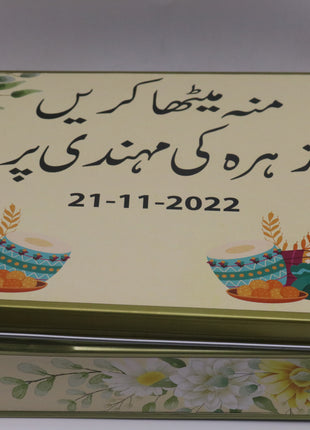 منہ میٹھا کریں
زہرہ کی مہندی پر
21-11-2022